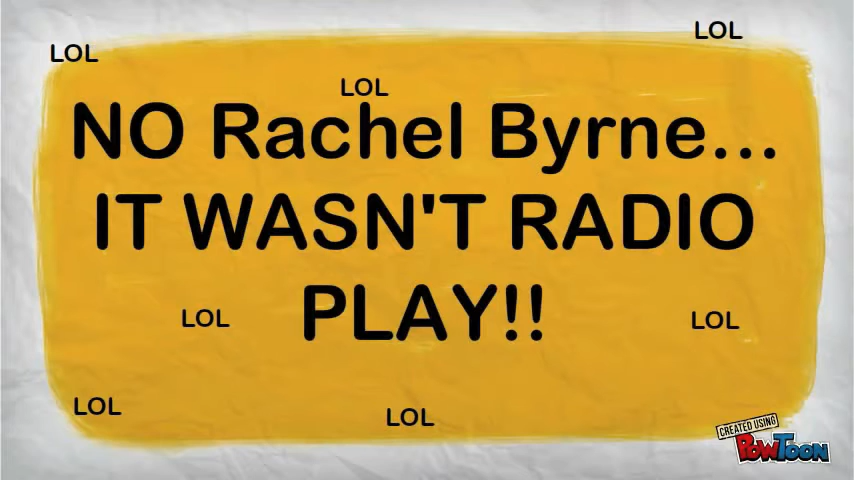 LOL
LOL
LOL
NO Rachel Byrne...
IT WASN'T RADIO
PLAY!!
LOL
LOL
LOL
LOL
CREATED USING
POWTOON